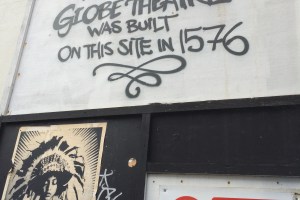 GLOBE THEATRE
WAS BUILT
ON THIS SITE IN 1576